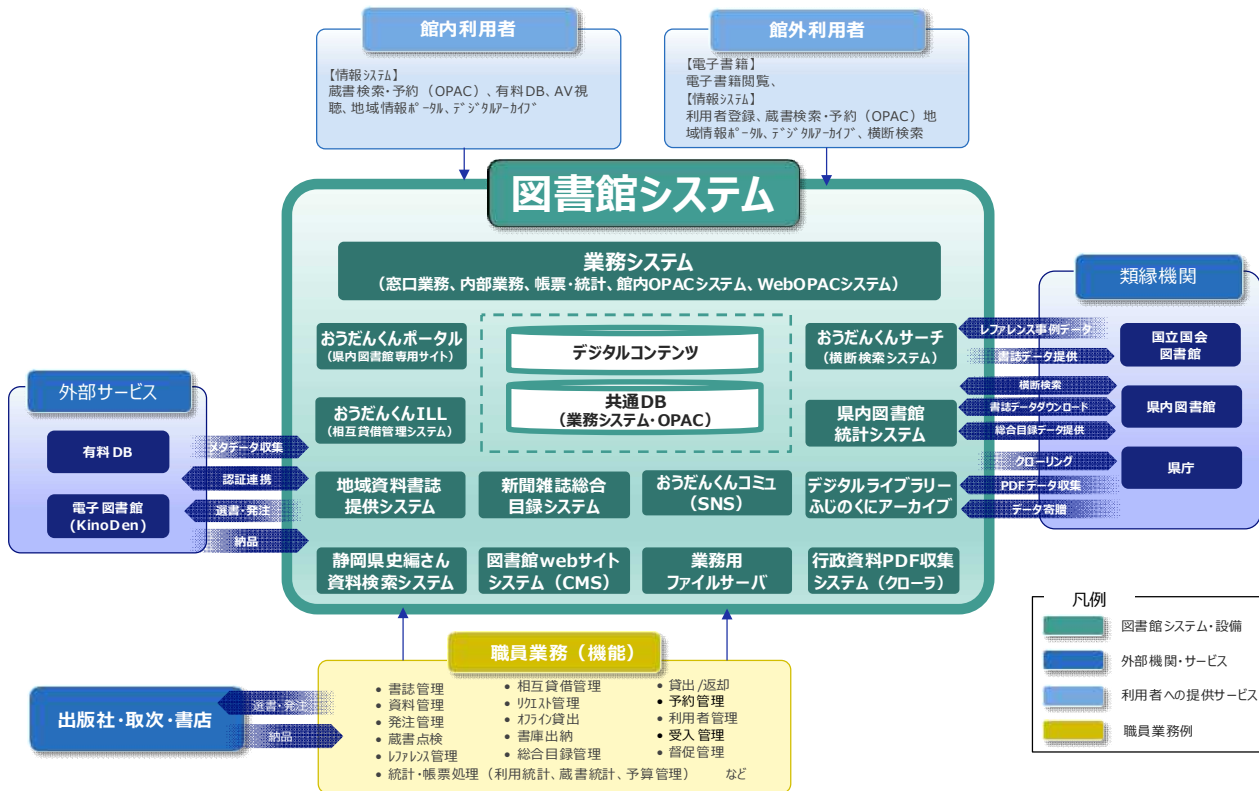 館内利用者
【情報ｼｽﾃﾑ】
蔵書検索・予約（OPAC）、有料DB、AV視
聴、地域情報ﾎﾟｰﾀﾙ、ﾃﾞｼﾞﾀﾙｱｰｶｲﾌﾞ
館外利用者
【電子書籍】
電子書籍閲覧、
【情報ｼｽﾃﾑ】
利用者登録、蔵書検索・予約（OPAC）地
域情報ﾎﾟｰﾀﾙ、ﾃﾞｼﾞﾀﾙｱｰｶｲﾌﾞ、横断検索
図書館システム
業務システム
（窓口業務、内部業務、帳票・統計、館内OPACシステム、WebOPACシステム）
おうだんくんポータル
（県内図書館専用サイト）
デジタルコンテンツ
おうだんくんサーチ
（横断検索システム）
おうだんくんILL
（相互貸借管理システム）
共通DB
（業務システム・OPAC）
県内図書館
統計システム
地域資料書誌
提供システム
新聞雑誌総合
目録システム
おうだんくんコミュ
（SNS）
デジタルライブラリー
ふじのくにアーカイブ
静岡県史編さん
資料検索システム
図書館webサイト
システム（CMS）
業務用
ファイルサーバ
行政資料PDF収集
システム（クローラ）
外部サービス
有料DB
電子図書館
（KinoDen）
メタデータ収集
認証連携
選書・発注
納品
類縁機関
国立国会
図書館
県内図書館
県庁
レファレンス事例データ
書誌データ提供
横断検索
書誌データダウンロード
総合目録データ提供
クローリング
PDFデータ収集
データ寄贈
職員業務（機能）
• 書誌管理
• 資料管理
• 発注管理
• 蔵書点検
• ﾚﾌｧﾚﾝｽ管理
• 相互貸借管理
• ﾘｸｴｽﾄ管理
• ｵﾌﾗｲﾝ貸出
• 書庫出納
• 総合目録管理
• 貸出/返却
• 予約管理
• 利用者管理
• 受入管理
• 督促管理
• 統計・帳票処理（利用統計、蔵書統計、予算管理） など
出版社・取次・書店
選書・発注
納品
凡例
図書館システム・設備
外部機関・サービス
利用者への提供サービス
職員業務例